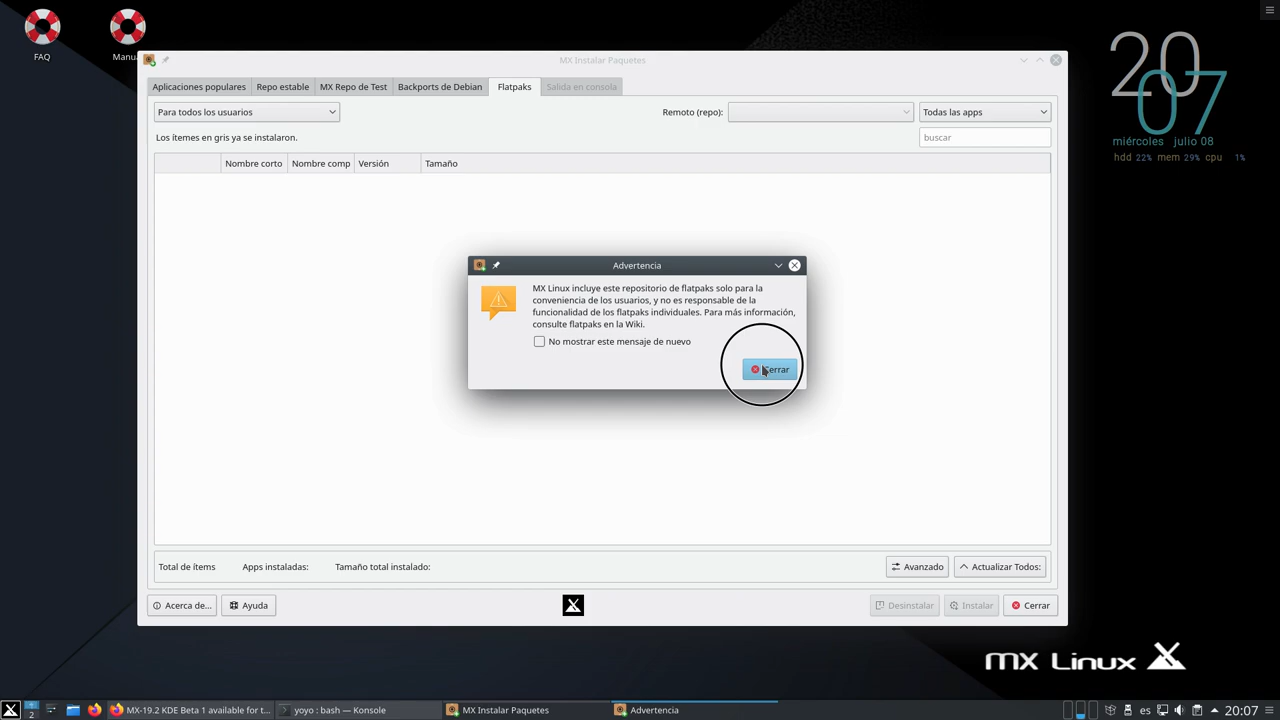 FAQ
Manu
MX Instalar Paquetes
20
07
miércoles julio 08
hdd 22% mem 29% cpu 1%
Aplicaciones populares Repo estable MX Repo de Test Backports de Debian Flatpaks Salida en consola
Para todos los usuarios Remoto (repo): Todas las apps
Los ítemes en gris ya se instalaron. buscar
Nombre corto Nombre comp Versión Tamaño
Advertencia
MX Linux incluye este repositorio de flatpaks solo para la
conveniencia de los usuarios, y no es responsable de la
funcionalidad de los flatpaks individuales. Para más información,
consulte flatpaks en la Wiki.
No mostrar este mensaje de nuevo
Cerrar
Total de ítems Apps instaladas: Tamaño total instalado: Avanzado Actualizar Todos:
Acerca de... Ayuda Desinstalar Instalar Cerrar
MX Linux
2 MX-19.2 KDE Beta 1 available for t... yoyo : bash — Konsole MX Instalar Paquetes Advertencia es 20:07